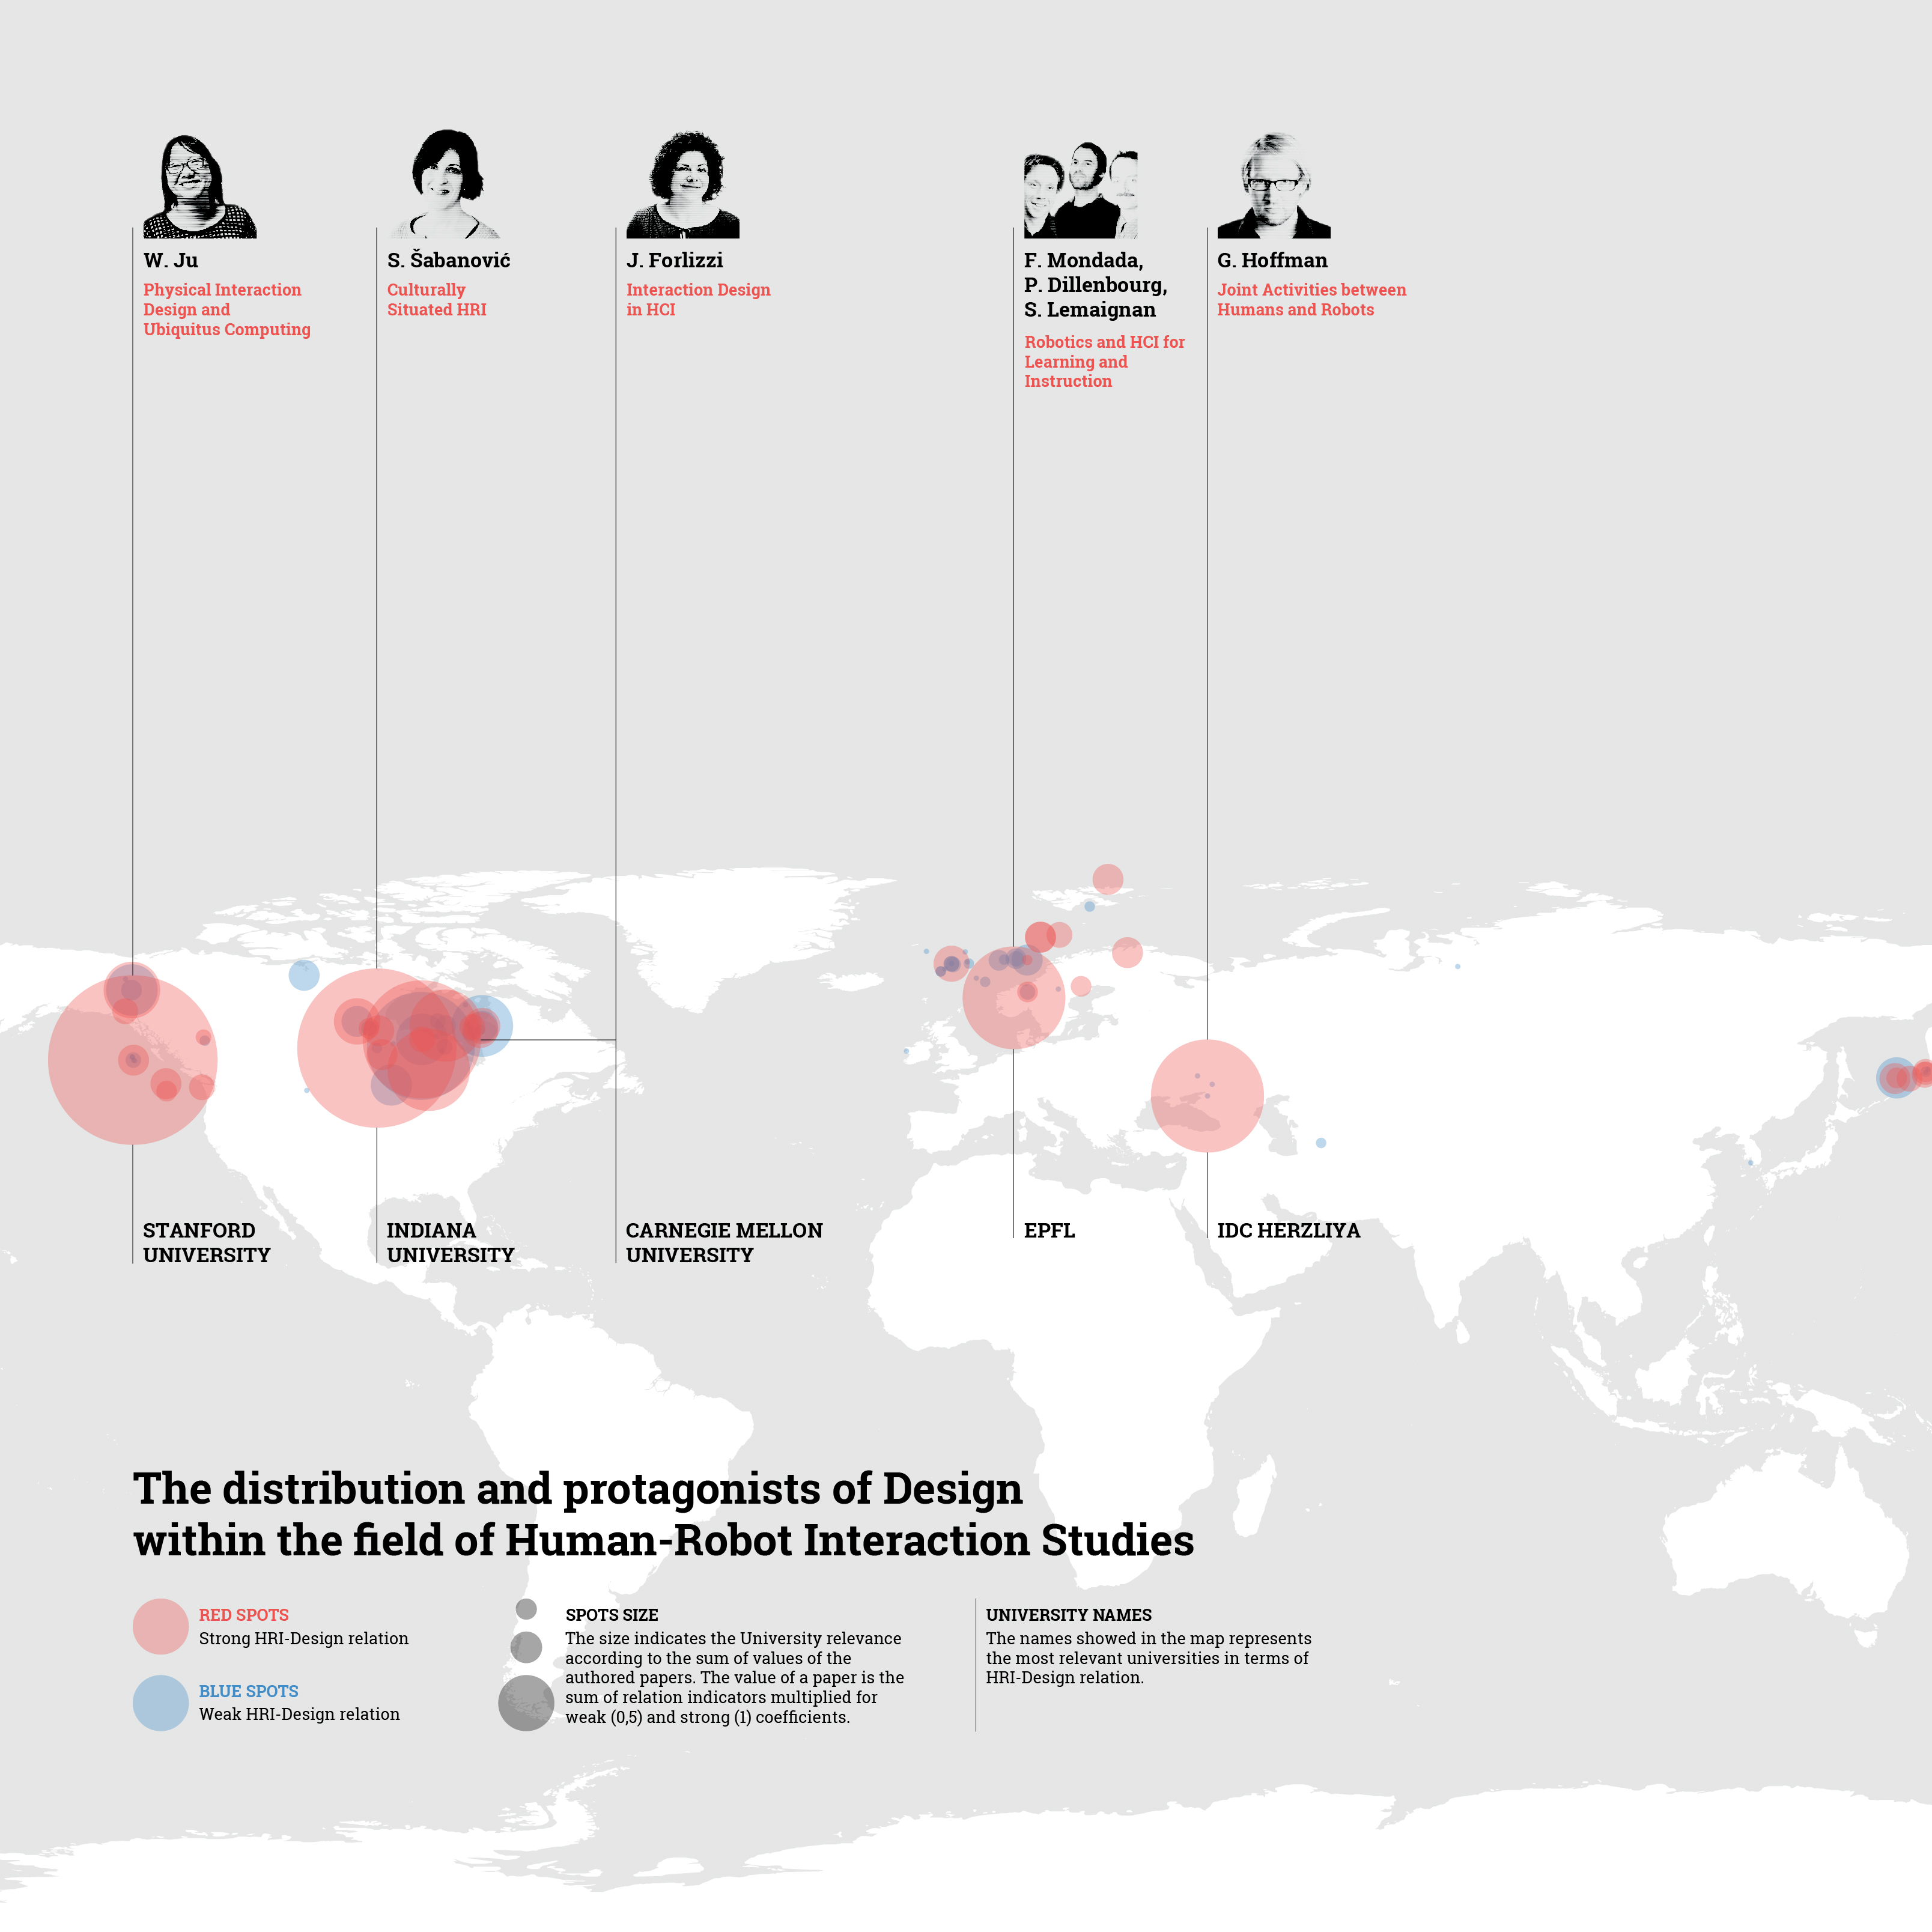 W. Ju
Physical Interaction
Design and
Ubiquitus Computing
S. Šabanović
Culturally
Situated HRI
J. Forlizzi
Interaction Design
in HCI
F. Mondada,
P. Dillenbourg,
S. Lemaignan
Robotics and HCI for
Learning and
Instruction
G. Hoffman
Joint Activities between
Humans and Robots
STANFORD
UNIVERSITY
INDIANA
UNIVERSITY
CARNEGIE MELLON
UNIVERSITY
EPFL
IDC HERZLIYA
The distribution and protagonists of Design
within the field of Human-Robot Interaction Studies
RED SPOTS
Strong HRI-Design relation
BLUE SPOTS
Weak HRI-Design relation
SPOTS SIZE
The size indicates the University relevance
according to the sum of values of the
authored papers. The value of a paper is the
sum of relation indicators multiplied for
weak (0,5) and strong (1) coefficients.
UNIVERSITY NAMES
The names showed in the map represents
the most relevant universities in terms of
HRI-Design relation.